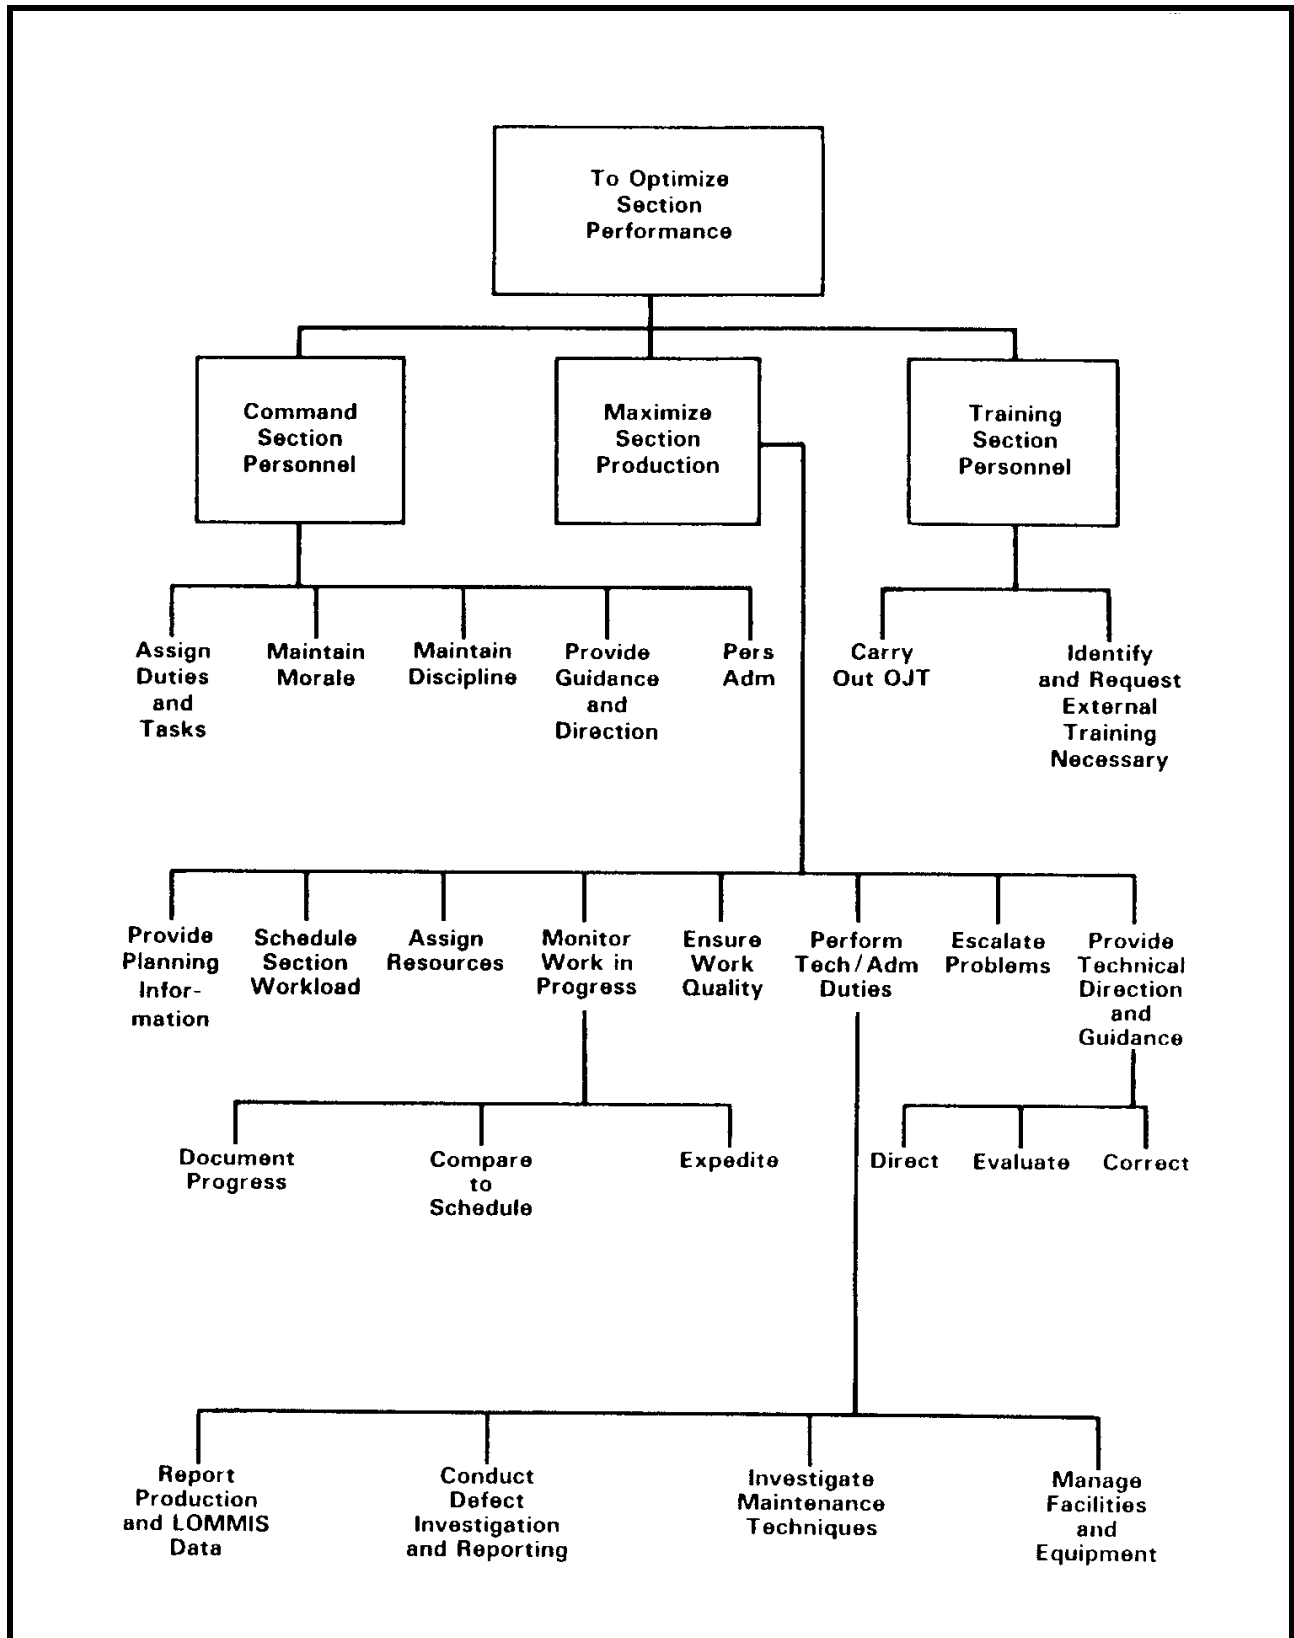 To Optimize
Section
Performance
Command
Section
Personnel
Maximize
Section
Production
Training
Section
Personnel
Assign
Duties
and
Tasks
Maintain
Morale
Maintain
Discipline
Provide
Guidance
and
Direction
Pers
Adm
Carry
Out OJT
Identify
and Request
External
Training
Necessary
Provide
Planning
Infor-
mation
Schedule
Section
Workload
Assign
Resources
Monitor
Work in
Progress
Ensure
Work
Quality
Perform
Tech/Adm
Duties
Escalate
Problems
Provide
Technical
Direction
and
Guidance
Document
Progress
Compare
to
Schedule
Expedite
Direct
Evaluate
Correct
Report
Production
and LOMMIS
Data
Conduct
Defect
Investigation
and Reporting
Investigate
Maintenance
Techniques
Manage
Facilities
and
Equipment